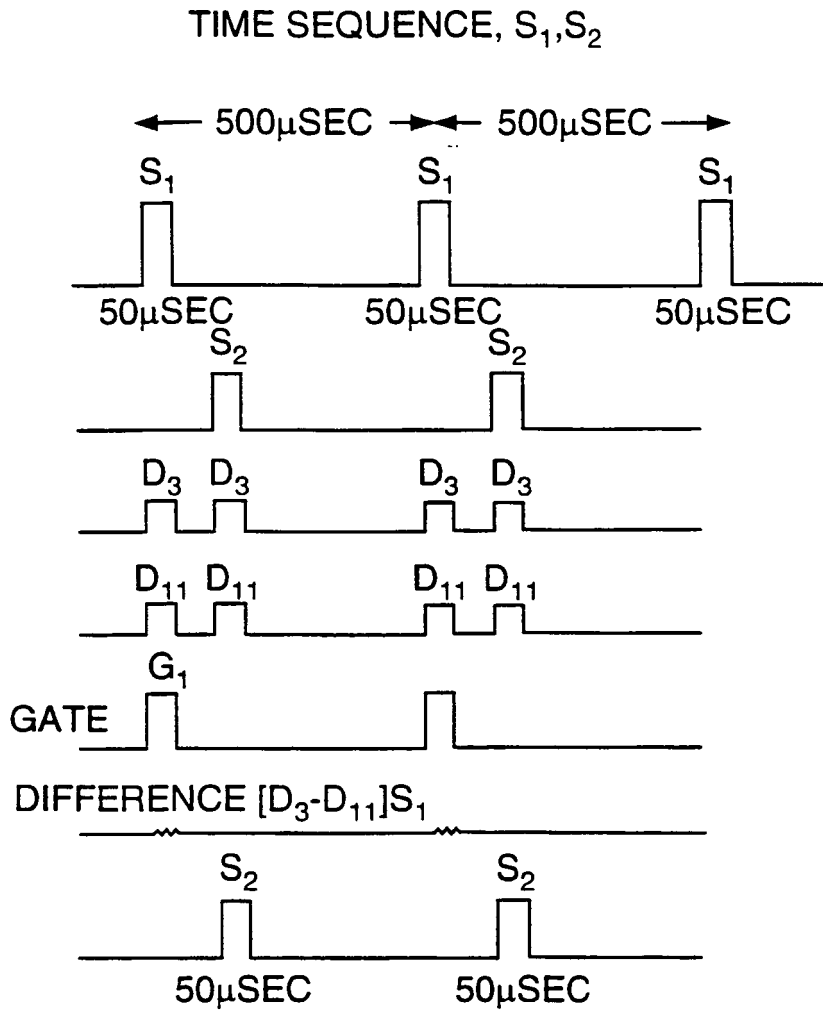 TIME SEQUENCE, S₁,S₂
500μSEC 500μSEC
S₁ S₁ S₁
50μSEC 50μSEC 50μSEC
S₂ S₂
D₃ D₃ D₃ D₃
D₁₁ D₁₁ D₁₁ D₁₁
G₁
GATE
DIFFERENCE [D₃-D₁₁]S₁
S₂ S₂
50μSEC 50μSEC